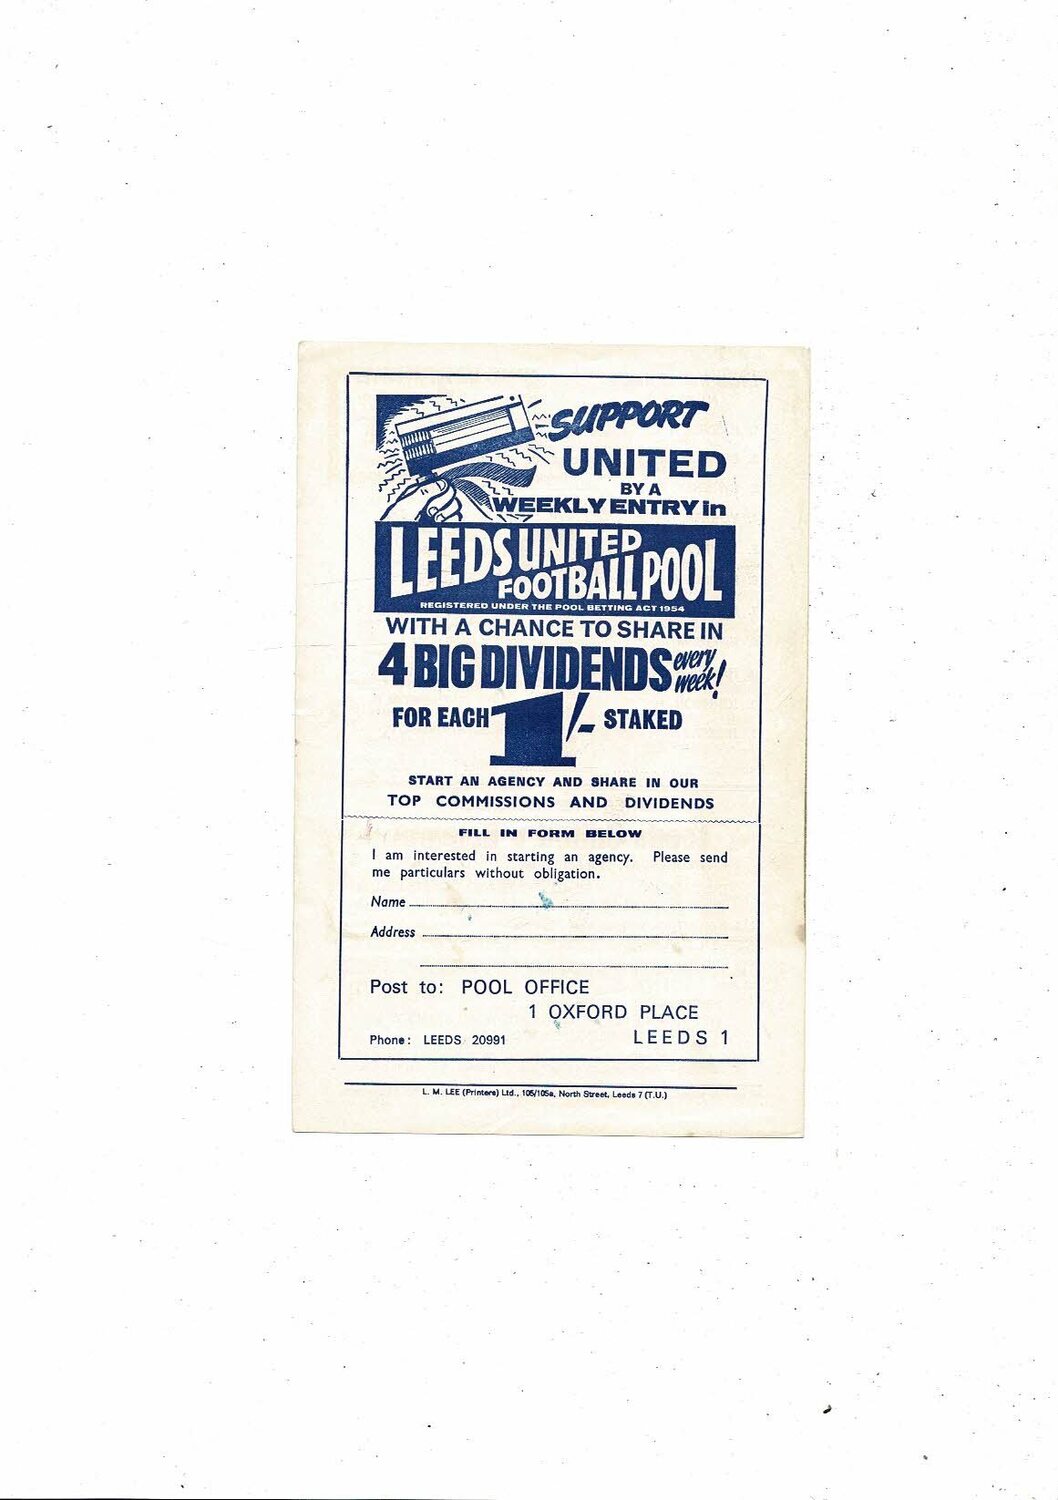 SUPPORT
UNITED
BY A
WEEKLY ENTRY in
LEEDS UNITED
FOOTBALL POOL
REGISTERED UNDER THE POOL BETTING ACT 1954
WITH A CHANCE TO SHARE IN
4 BIG DIVIDENDS every week!
FOR EACH 1/- STAKED
START AN AGENCY AND SHARE IN OUR
TOP COMMISSIONS AND DIVIDENDS
FILL IN FORM BELOW
I am interested in starting an agency. Please send
me particulars without obligation.
Name
Address
Post to: POOL OFFICE
1 OXFORD PLACE
Phone: LEEDS 20991 LEEDS 1
L. M. LEE (Printers) Ltd., 105/105a, North Street, Leeds 7 (T.U.)